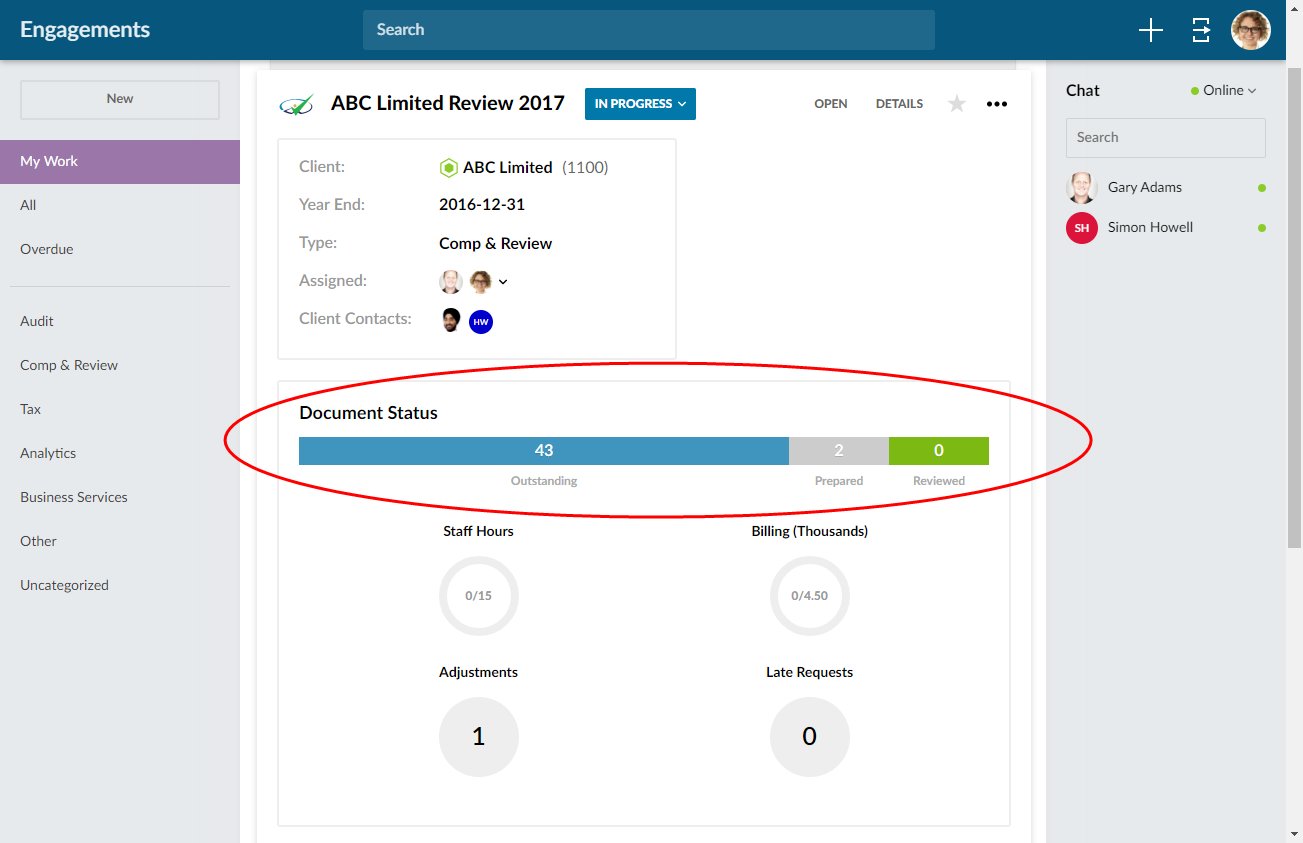 Engagements
Search
New
My Work
All
Overdue
Audit
Comp & Review
Tax
Analytics
Business Services
Other
Uncategorized
ABC Limited Review 2017 IN PROGRESS OPEN DETAILS
Client: ABC Limited (1100)
Year End: 2016-12-31
Type: Comp & Review
Assigned:
Client Contacts: HW
Document Status
43 2 0
Outstanding Prepared Reviewed
Staff Hours Billing (Thousands)
0/15 0/4.50
Adjustments Late Requests
1 0
Chat Online
Search
Gary Adams
SH Simon Howell